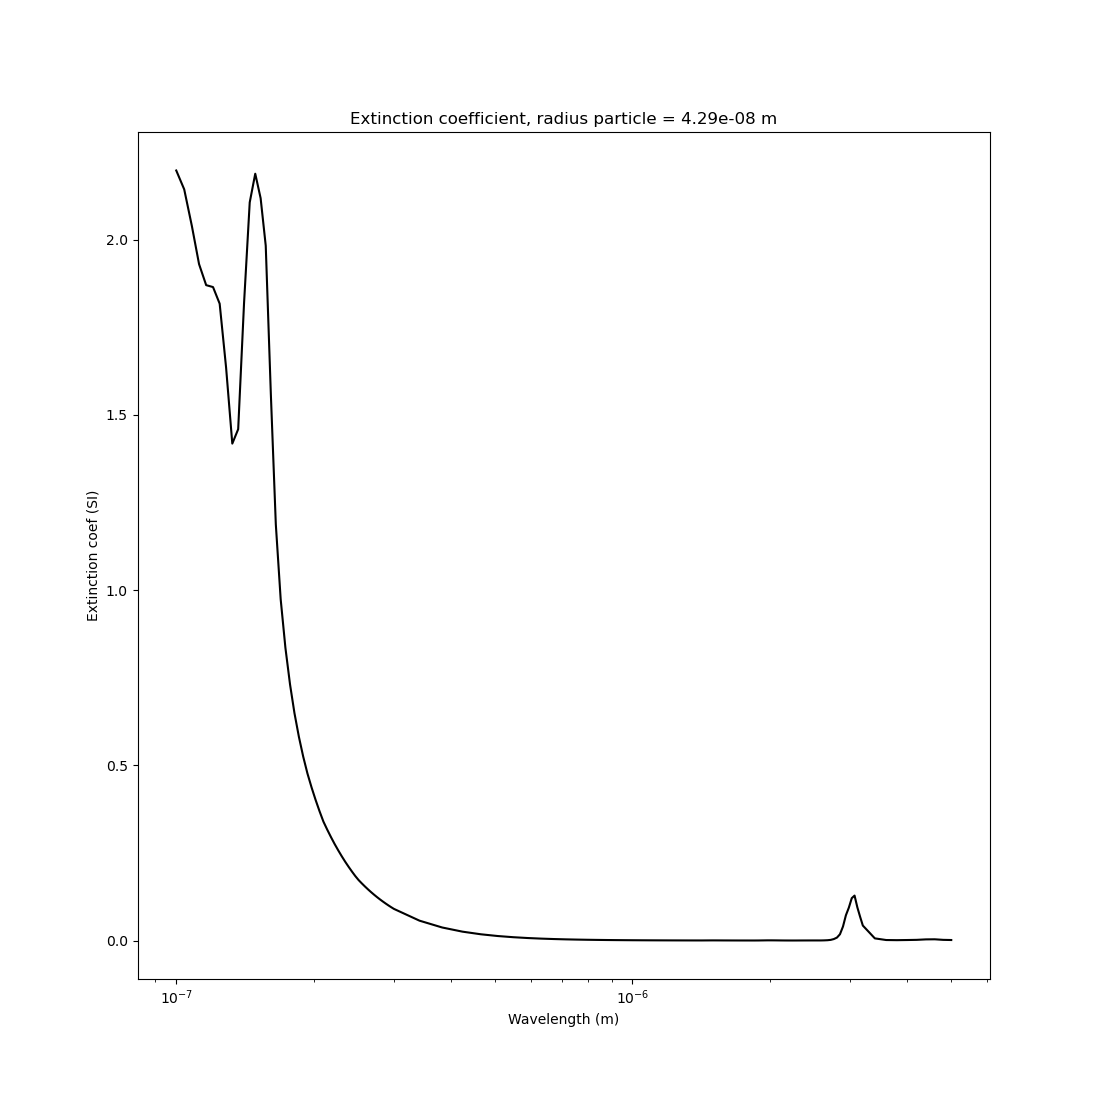 Extinction coefficient, radius particle = 4.29e-08 m
2.0
1.5
1.0
0.5
0.0
Extinction coef (SI)
10⁻⁷
10⁻⁶
Wavelength (m)